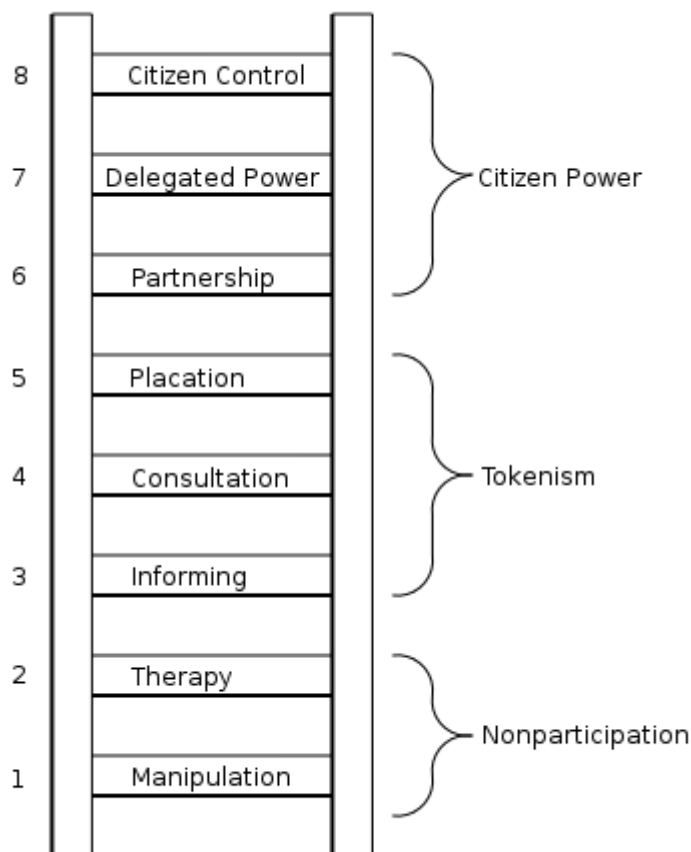 8 Citizen Control
7 Delegated Power
Citizen Power
6 Partnership
5 Placation
4 Consultation
Tokenism
3 Informing
2 Therapy
Nonparticipation
1 Manipulation